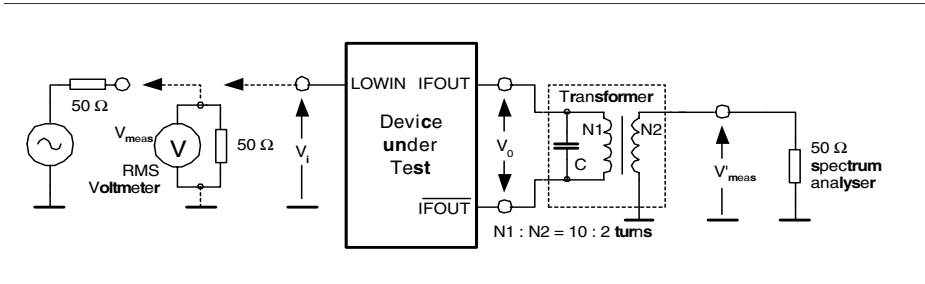 50 Ω
V meas
V
RMS
Voltmeter
50 Ω
Vi
LOWIN
IFOUT
Device
under
Test
IFOUT
V0
Transformer
N1
N2
C
N1 : N2 = 10 : 2 turns
V'meas
50 Ω
spectrum
analyser